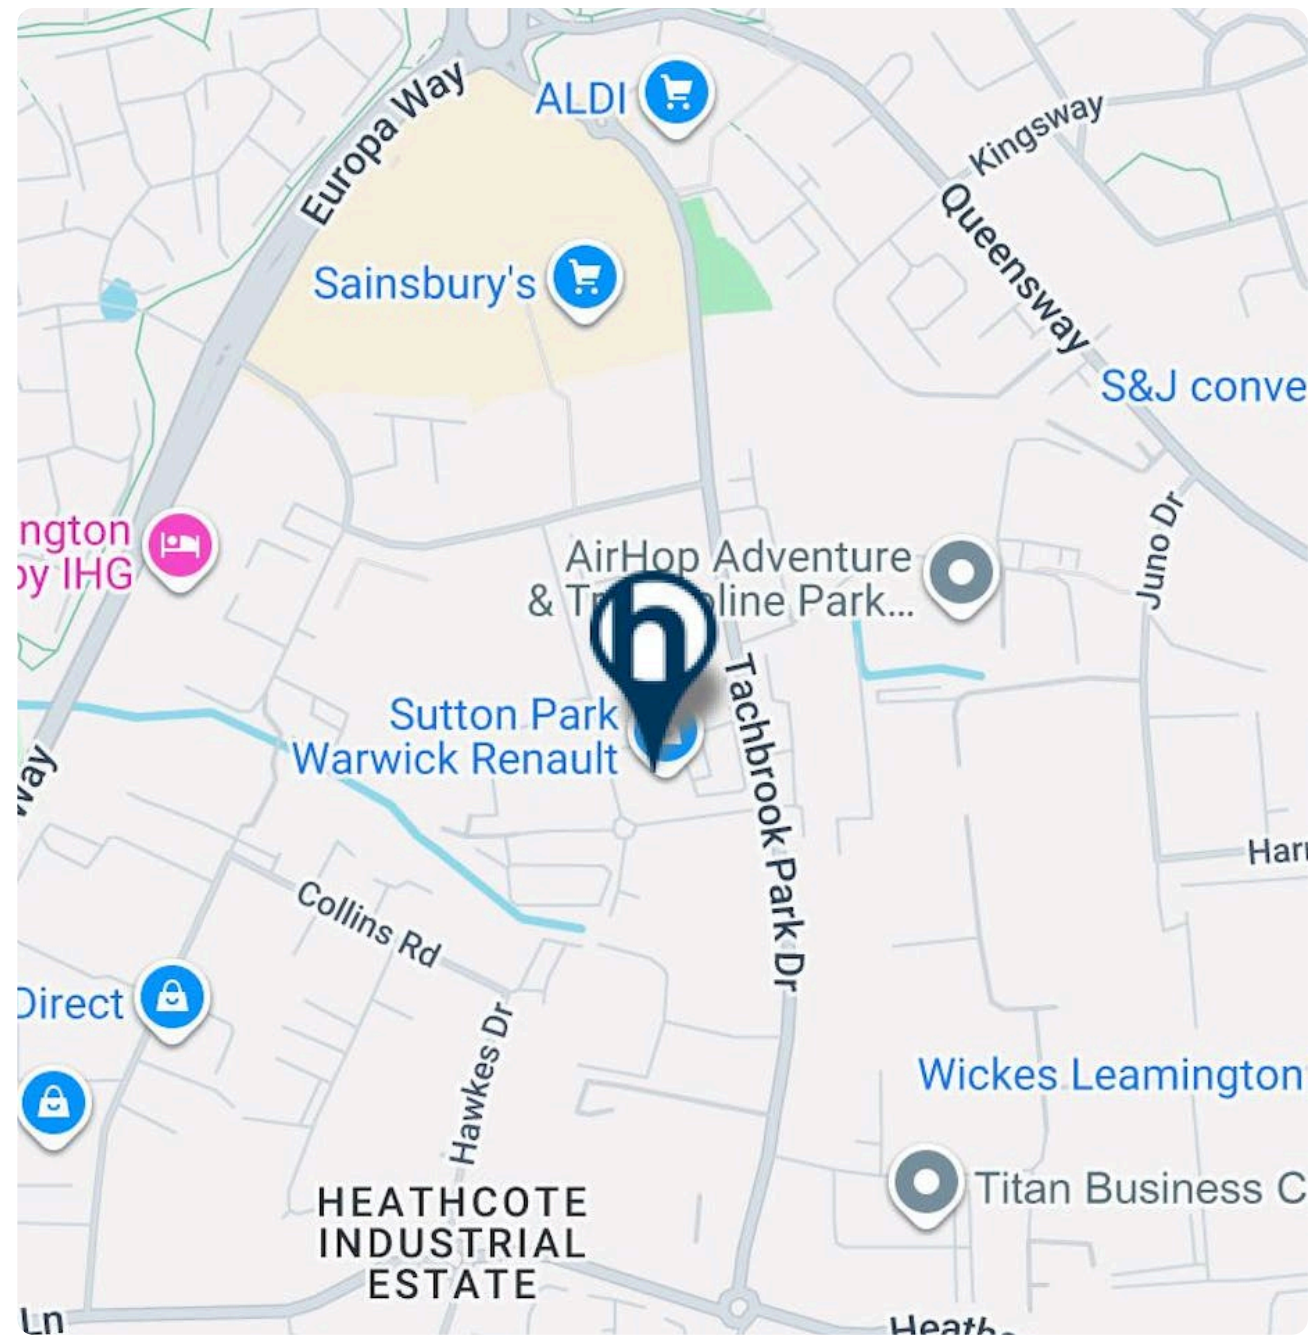 Europa Way
ALDI
Kingsway
Queensway
Sainsbury's
S&J conve
ngton
by IHG
Juno Dr
AirHop Adventure
& Tr line Park...
h
Sutton Park
Warwick Renault
Tachbrook Park Dr
Way
Harr
Collins Rd
Direct
Hawkes Dr
Wickes Leamington
Titan Business C
HEATHCOTE
INDUSTRIAL
ESTATE
Ln
Heath